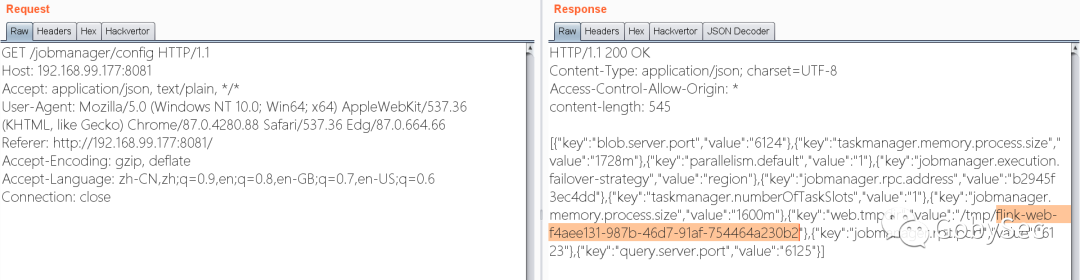 Request
Raw Headers Hex Hackvertor
GET /jobmanager/config HTTP/1.1
Host: 192.168.99.177:8081
Accept: application/json, text/plain, */*
User-Agent: Mozilla/5.0 (Windows NT 10.0; Win64; x64) AppleWebKit/537.36
(KHTML, like Gecko) Chrome/87.0.4280.88 Safari/537.36 Edg/87.0.664.66
Referer: http://192.168.99.177:8081/
Accept-Encoding: gzip, deflate
Accept-Language: zh-CN,zh;q=0.9,en;q=0.8,en-GB;q=0.7,en-US;q=0.6
Connection: close
Response
Raw Headers Hex Hackvertor JSON Decoder
HTTP/1.1 200 OK
Content-Type: application/json; charset=UTF-8
Access-Control-Allow-Origin: *
content-length: 545
[{"key":"blob.server.port","value":"6124"},{"key":"taskmanager.memory.process.size","
value":"1728m"},{"key":"parallelism.default","value":"1"},{"key":"jobmanager.execution.
failover-strategy","value":"region"},{"key":"jobmanager.rpc.address","value":"b2945f
3ec4dd"},{"key":"taskmanager.numberOfTaskSlots","value":"1"},{"key":"jobmanager.
memory.process.size","value":"1600m"},{"key":"web.tmp "value":"/tmp/flink-web-
f4aee131-987b-46d7-91af-754464a230b2"},{"key":"jobm "61
23"},{"key":"query.server.port","value":"6125"}]